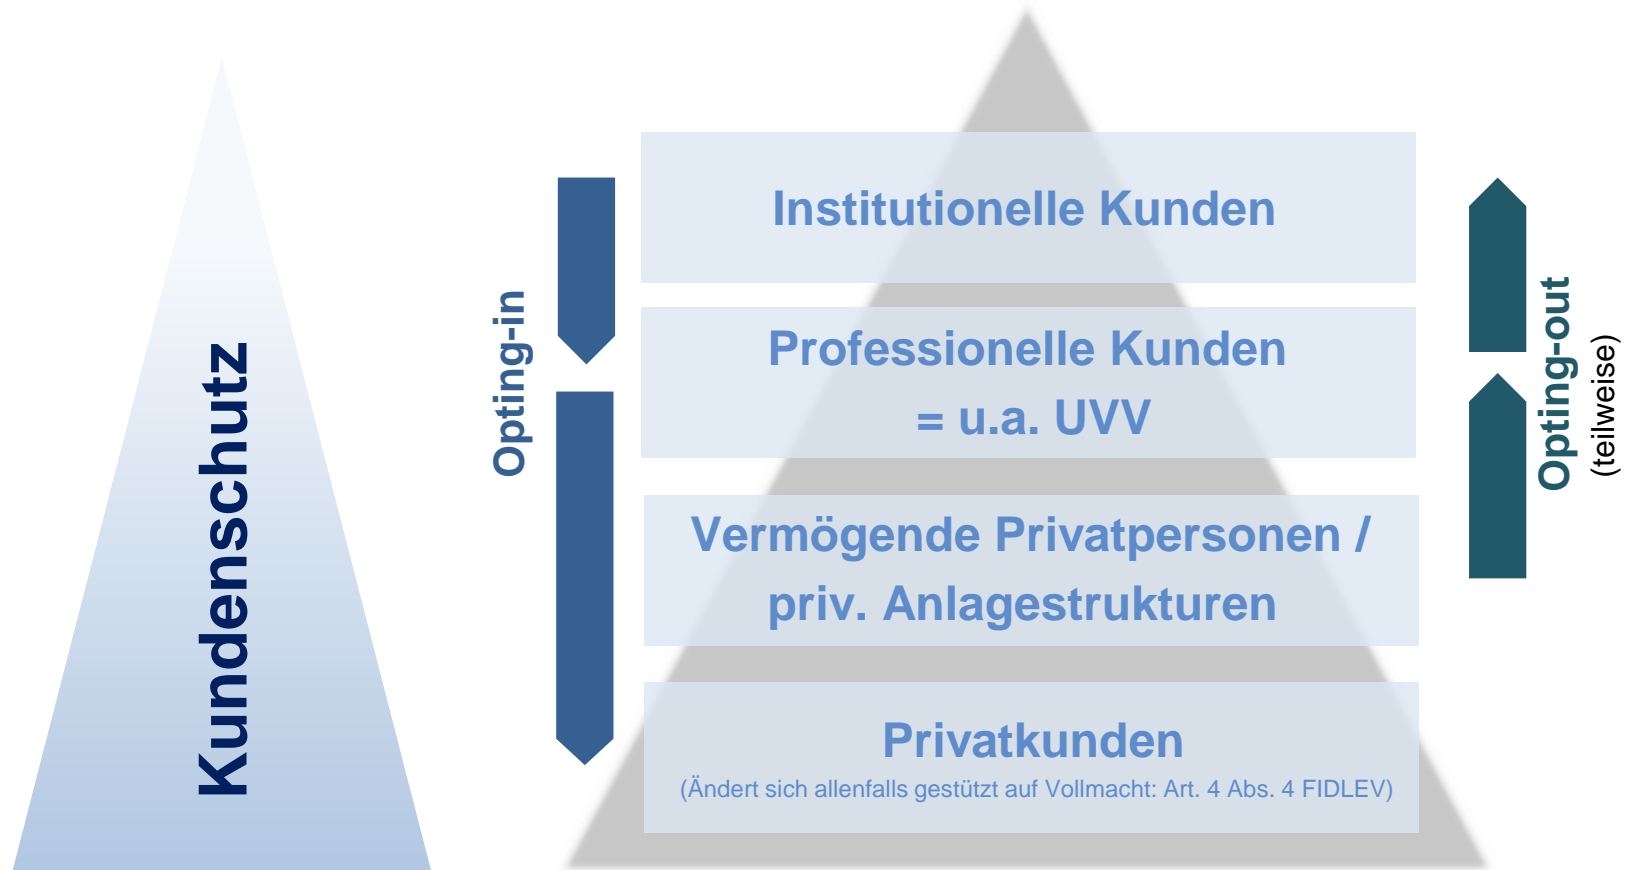 Kundenschutz
Opting-in
Institutionelle Kunden
Professionelle Kunden
= u.a. UVV
Vermögende Privatpersonen /
priv. Anlagestrukturen
Privatkunden
(Ändert sich allenfalls gestützt auf Vollmacht: Art. 4 Abs. 4 FIDLEV)
Opting-out
(teilweise)